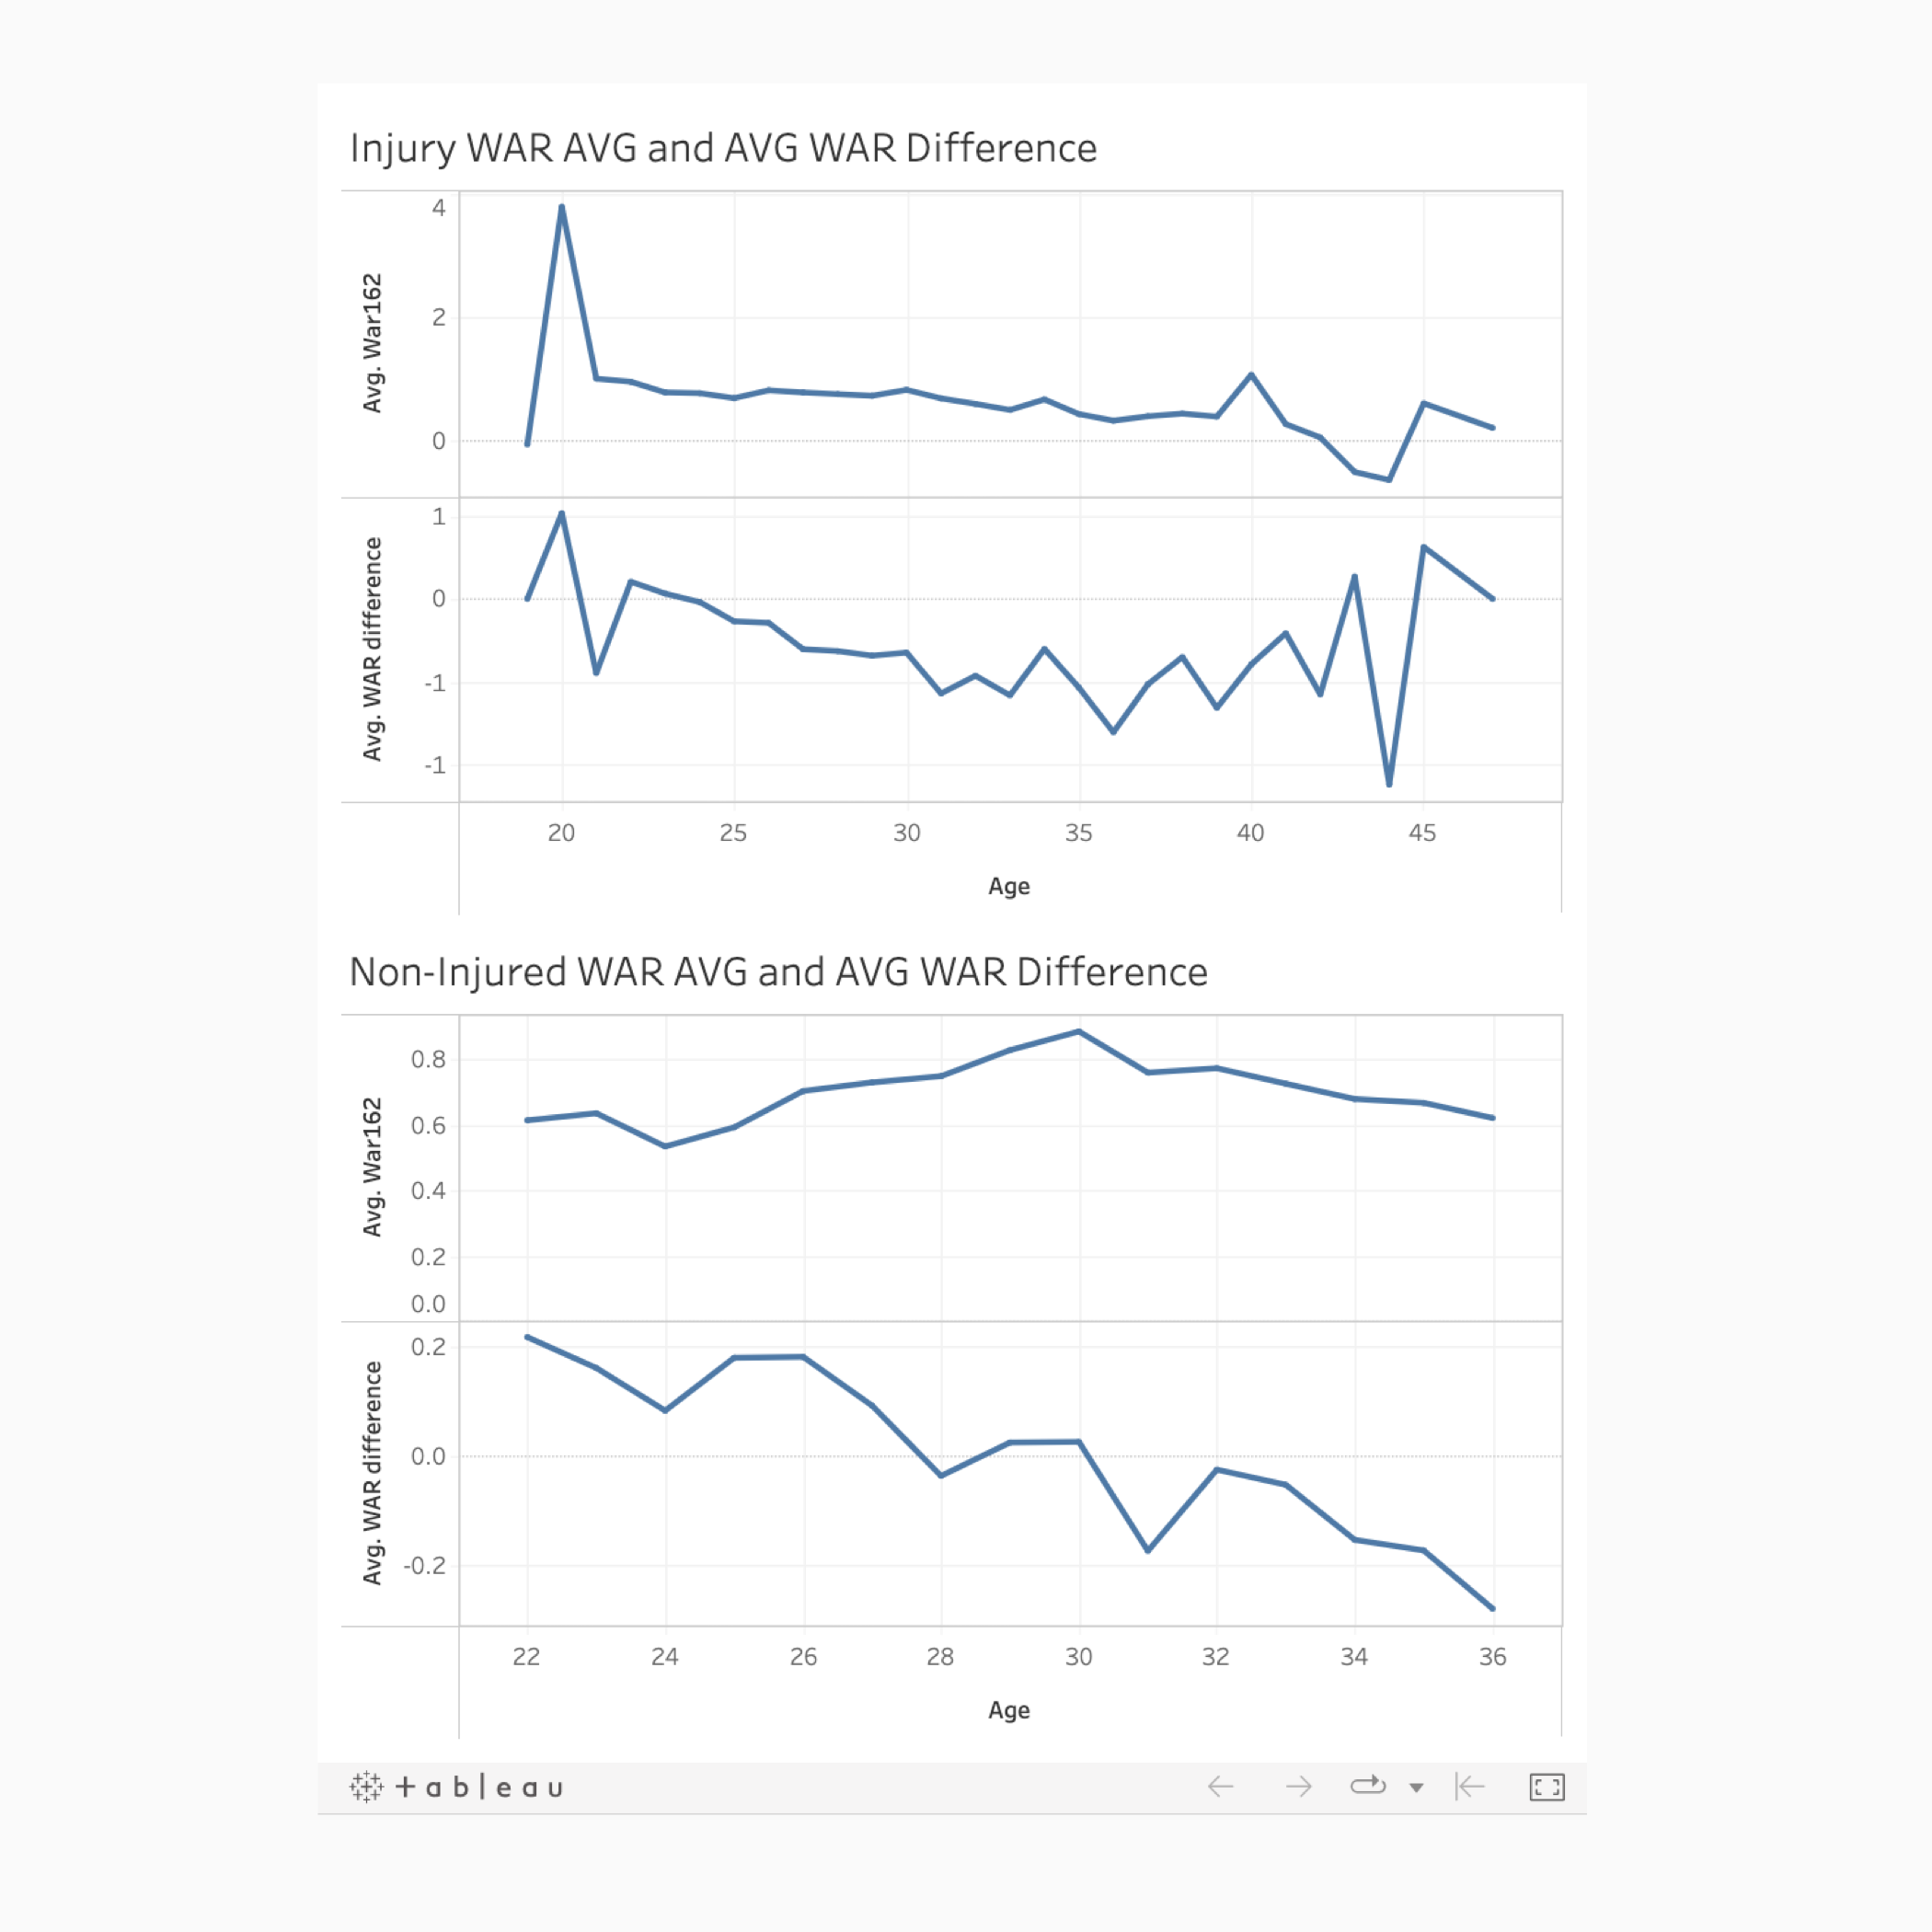 Injury WAR AVG and AVG WAR Difference
4
2
0
Avg. War162
1
0
-1
-1
Avg. WAR difference
20 25 30 35 40 45
Age
Non-Injured WAR AVG and AVG WAR Difference
0.8
0.6
0.4
0.2
0.0
Avg. War162
0.2
0.0
-0.2
Avg. WAR difference
22 24 26 28 30 32 34 36
Age
+ableau